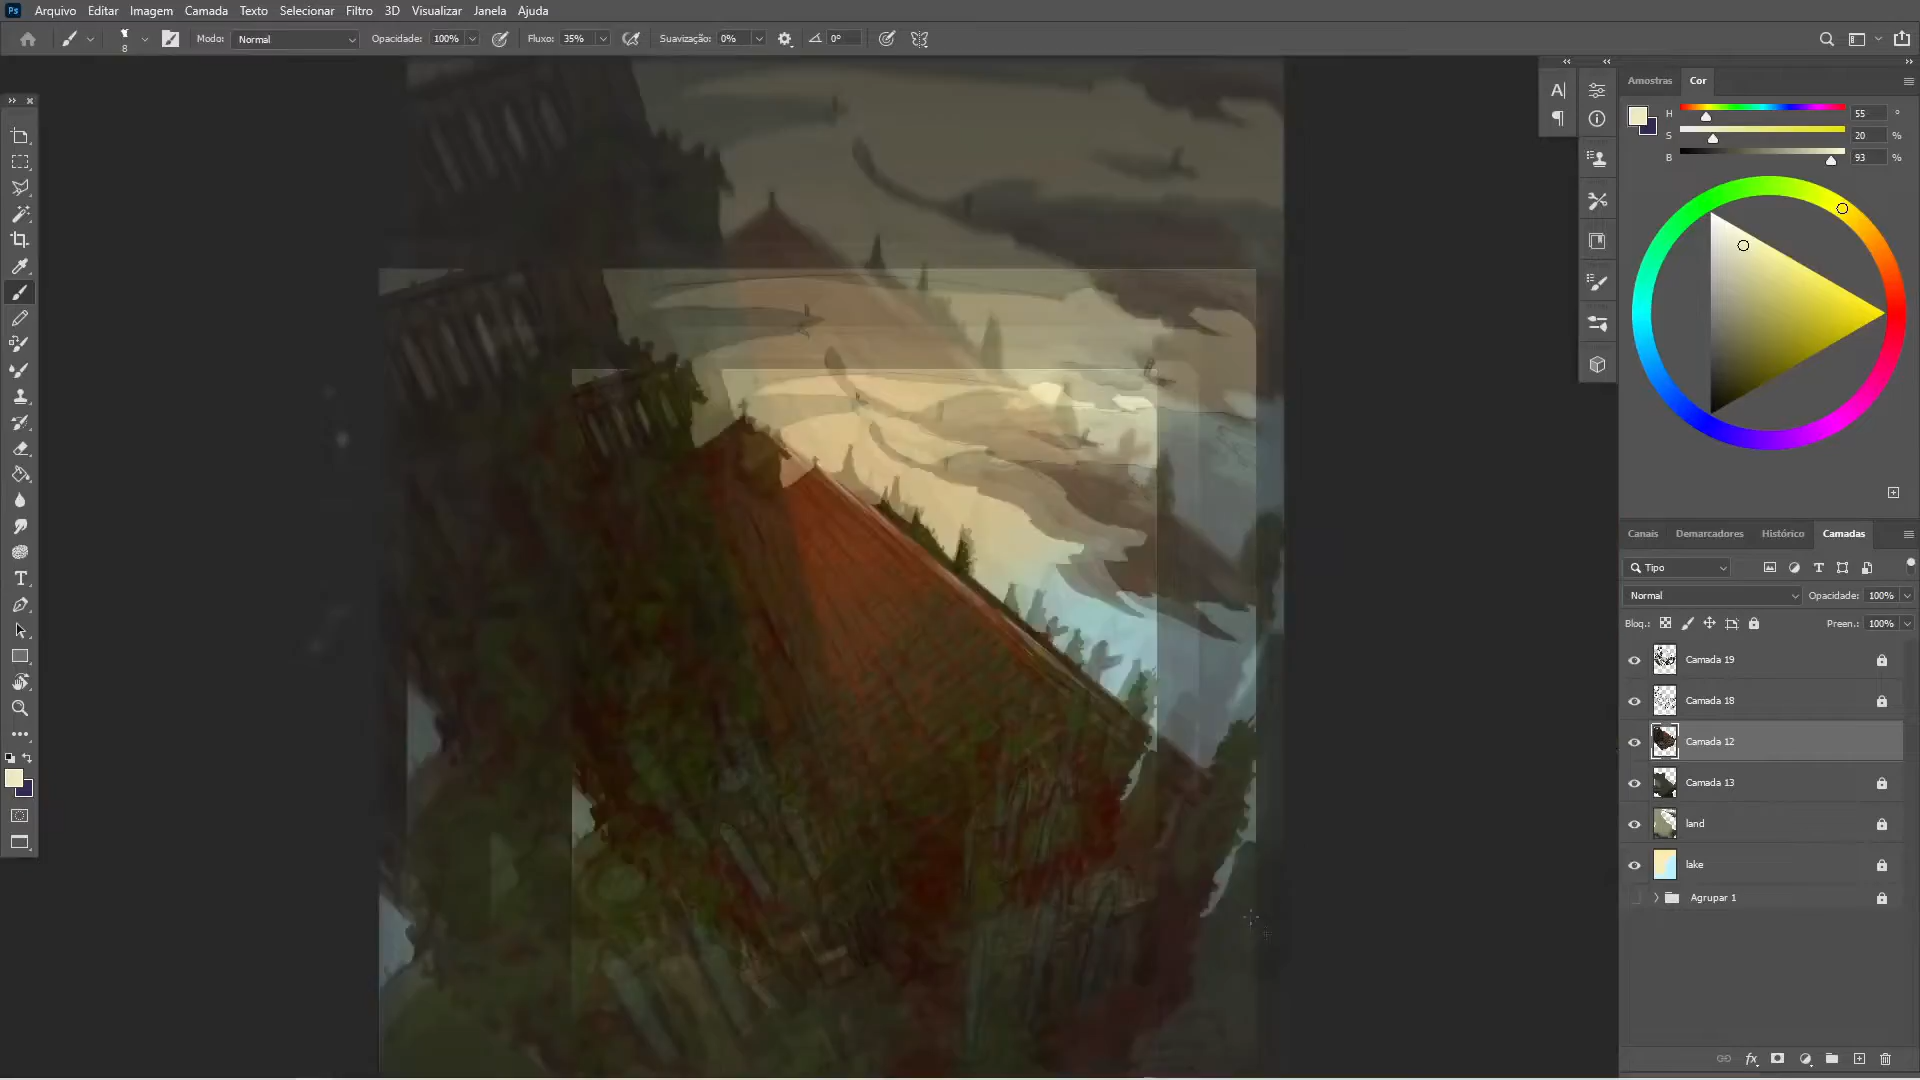 Ps Arquivo Editar Imagem Camada Texto Selecionar Filtro 3D Visualizar Janela Ajuda
8 Modo: Normal Opacidade: 100% Fluxo: 35% Suavização: 0% 0°
Amostras Cor
H 55 °
S 20 %
B 93 %
Canais Demarcadores Histórico Camadas
Tipo
Normal Opacidade: 100%
Bloq.: Preen.: 100%
Camada 19
Camada 18
Camada 12
Camada 13
land
lake
Agrupar 1